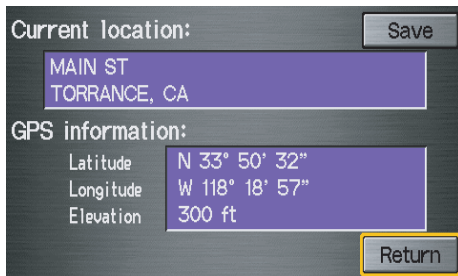 Current location:
Save
MAIN ST
TORRANCE, CA
GPS information:
Latitude N 33° 50' 32”
Longitude W 118° 18' 57”
Elevation 300 ft
Return